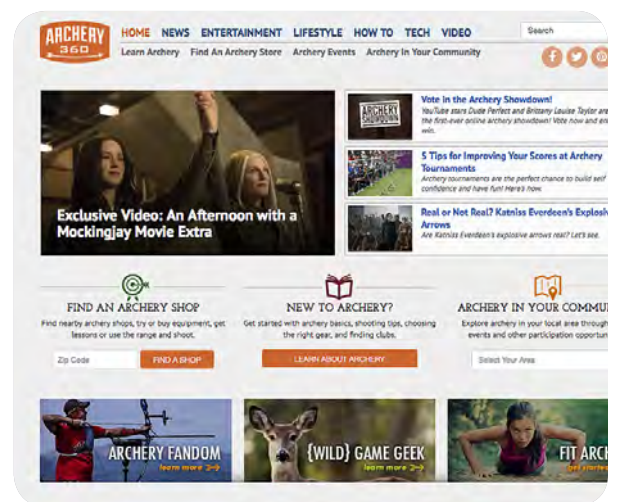 ARCHERY
360
HOME NEWS ENTERTAINMENT LIFESTYLE HOW TO TECH VIDEO
Search
Learn Archery Find An Archery Store Archery Events Archery In Your Community
Exclusive Video: An Afternoon with a
Mockingjay Movie Extra
ARCHERY
SHOWDOWN
Vote in the Archery Showdown!
YouTube stars Dude Perfect and Brittany Louise Taylor are
the first-ever online archery showdown! Vote now and en
win.
5 Tips for Improving Your Scores at Archery
Tournaments
Archery tournaments are the perfect chance to build self
confidence and have fun! Here's how.
Real or Not Real? Katniss Everdeen's Explosiv
Arrows
Are Katniss Everdeen's explosive arrows real? Let's see.
FIND AN ARCHERY SHOP
Find nearby archery shops, try or buy equipment, get
lessons or use the range and shoot.
Zip Code
FIND A SHOP
NEW TO ARCHERY?
Get started with archery basics, shooting tips, choosing
the right gear, and finding clubs.
LEARN ABOUT ARCHERY
ARCHERY IN YOUR COMMU
Explore archery in your local area through
events and other participation opportun
Select Your Area
ARCHERY FANDOM
learn more
{WILD} GAME GEEK
learn more
FIT ARC
get starte